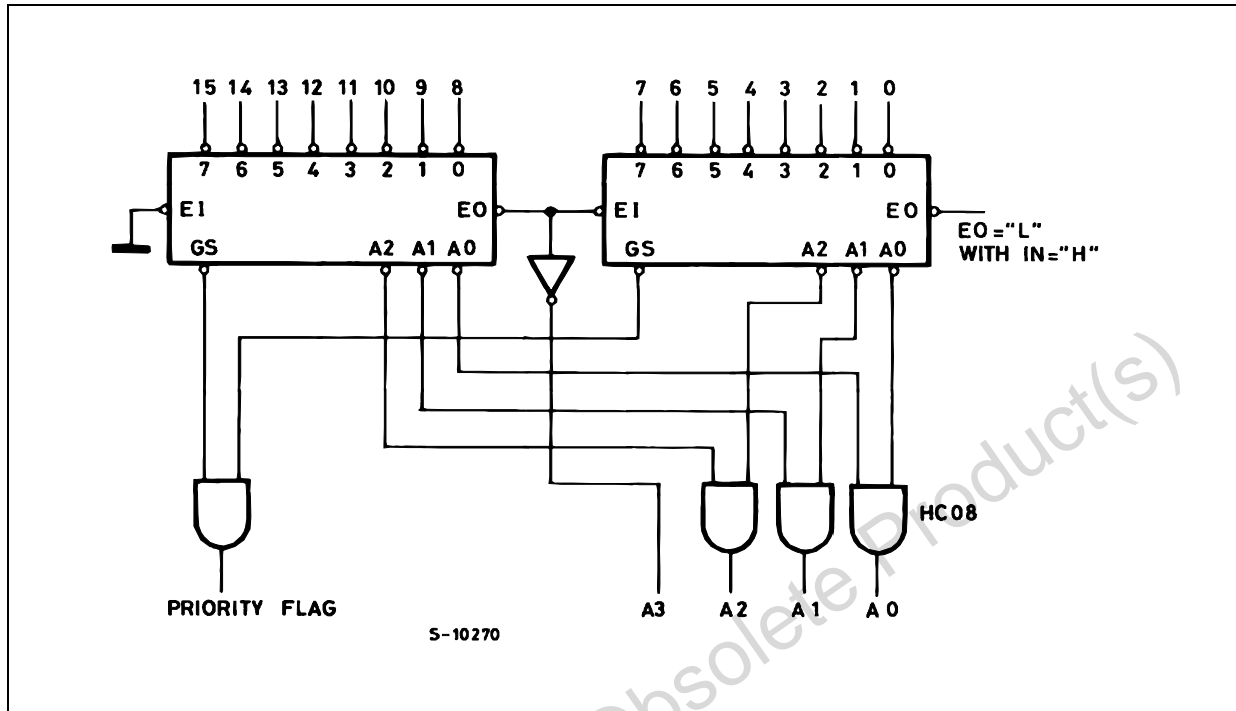 15 14 13 12 11 10 9 8
7 6 5 4 3 2 1 0
7 6 5 4 3 2 1 0
7 6 5 4 3 2 1 0
EI EO
EI EO
EO="L"
WITH IN="H"
GS A2 A1 A0
GS A2 A1 A0
HC08
PRIORITY FLAG
A3 A2 A1 A0
S-10270
Obsolete Product(s)